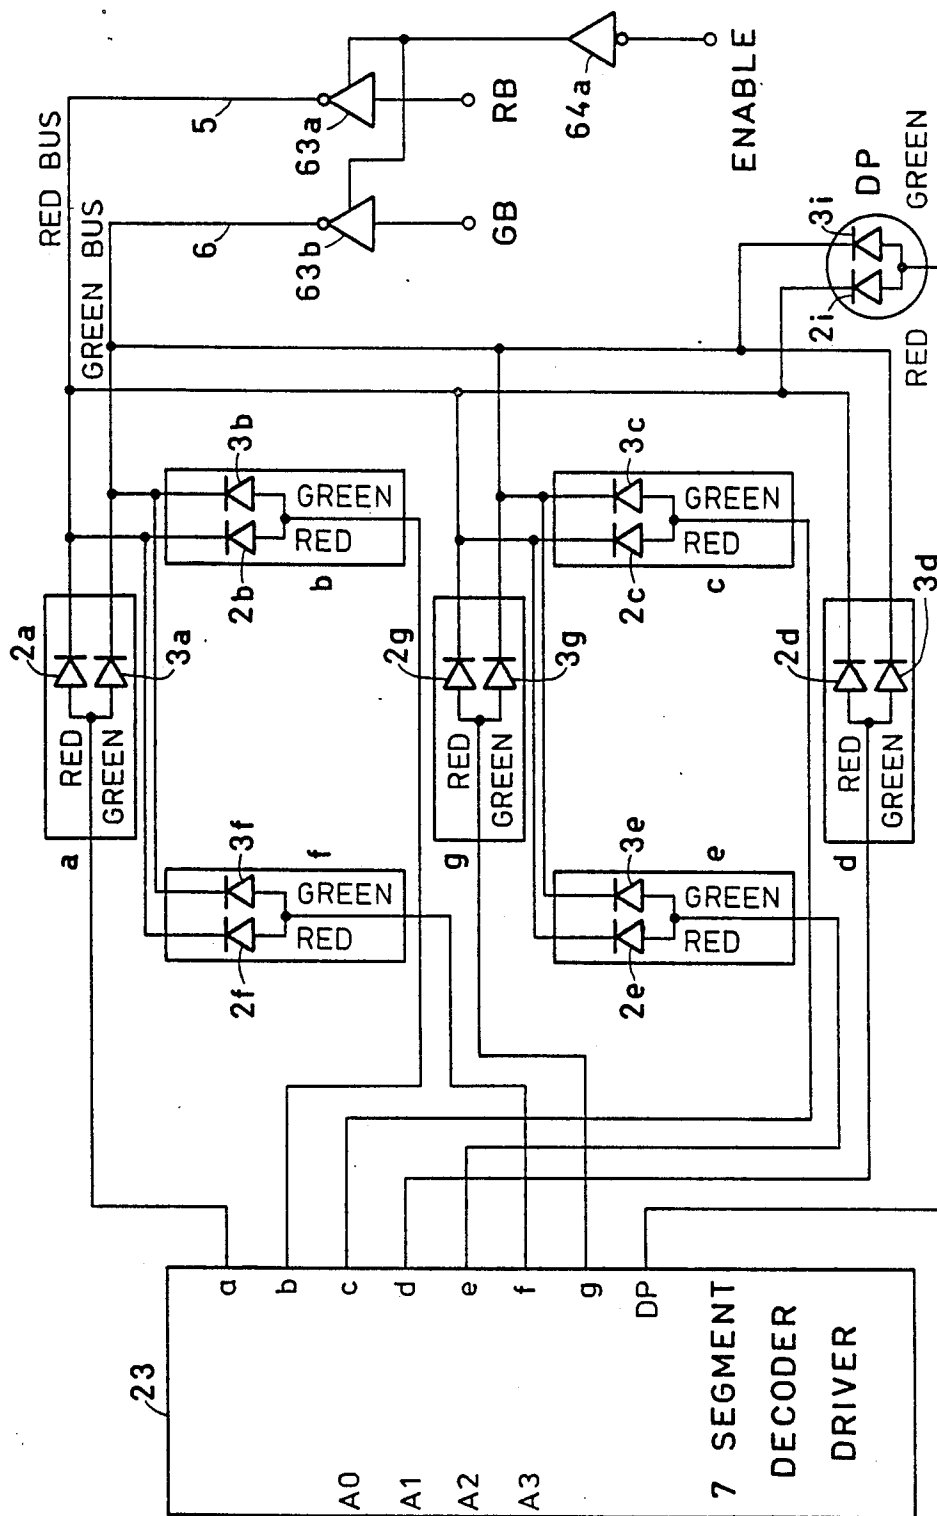 23
A0
A1
A2
A3
a
b
c
d
e
f
g
DP
7 SEGMENT
DECODER
DRIVER
a
RED
GREEN
2a
3a
f
2f
3f
RED
GREEN
b
2b
3b
RED
GREEN
g
RED
GREEN
2g
3g
e
2e
3e
RED
GREEN
c
2c
3c
RED
GREEN
d
RED
GREEN
2d
3d
RED BUS
GREEN BUS
5
6
63a
63b
RB
GB
64a
ENABLE
DP
2i
3i
RED
GREEN